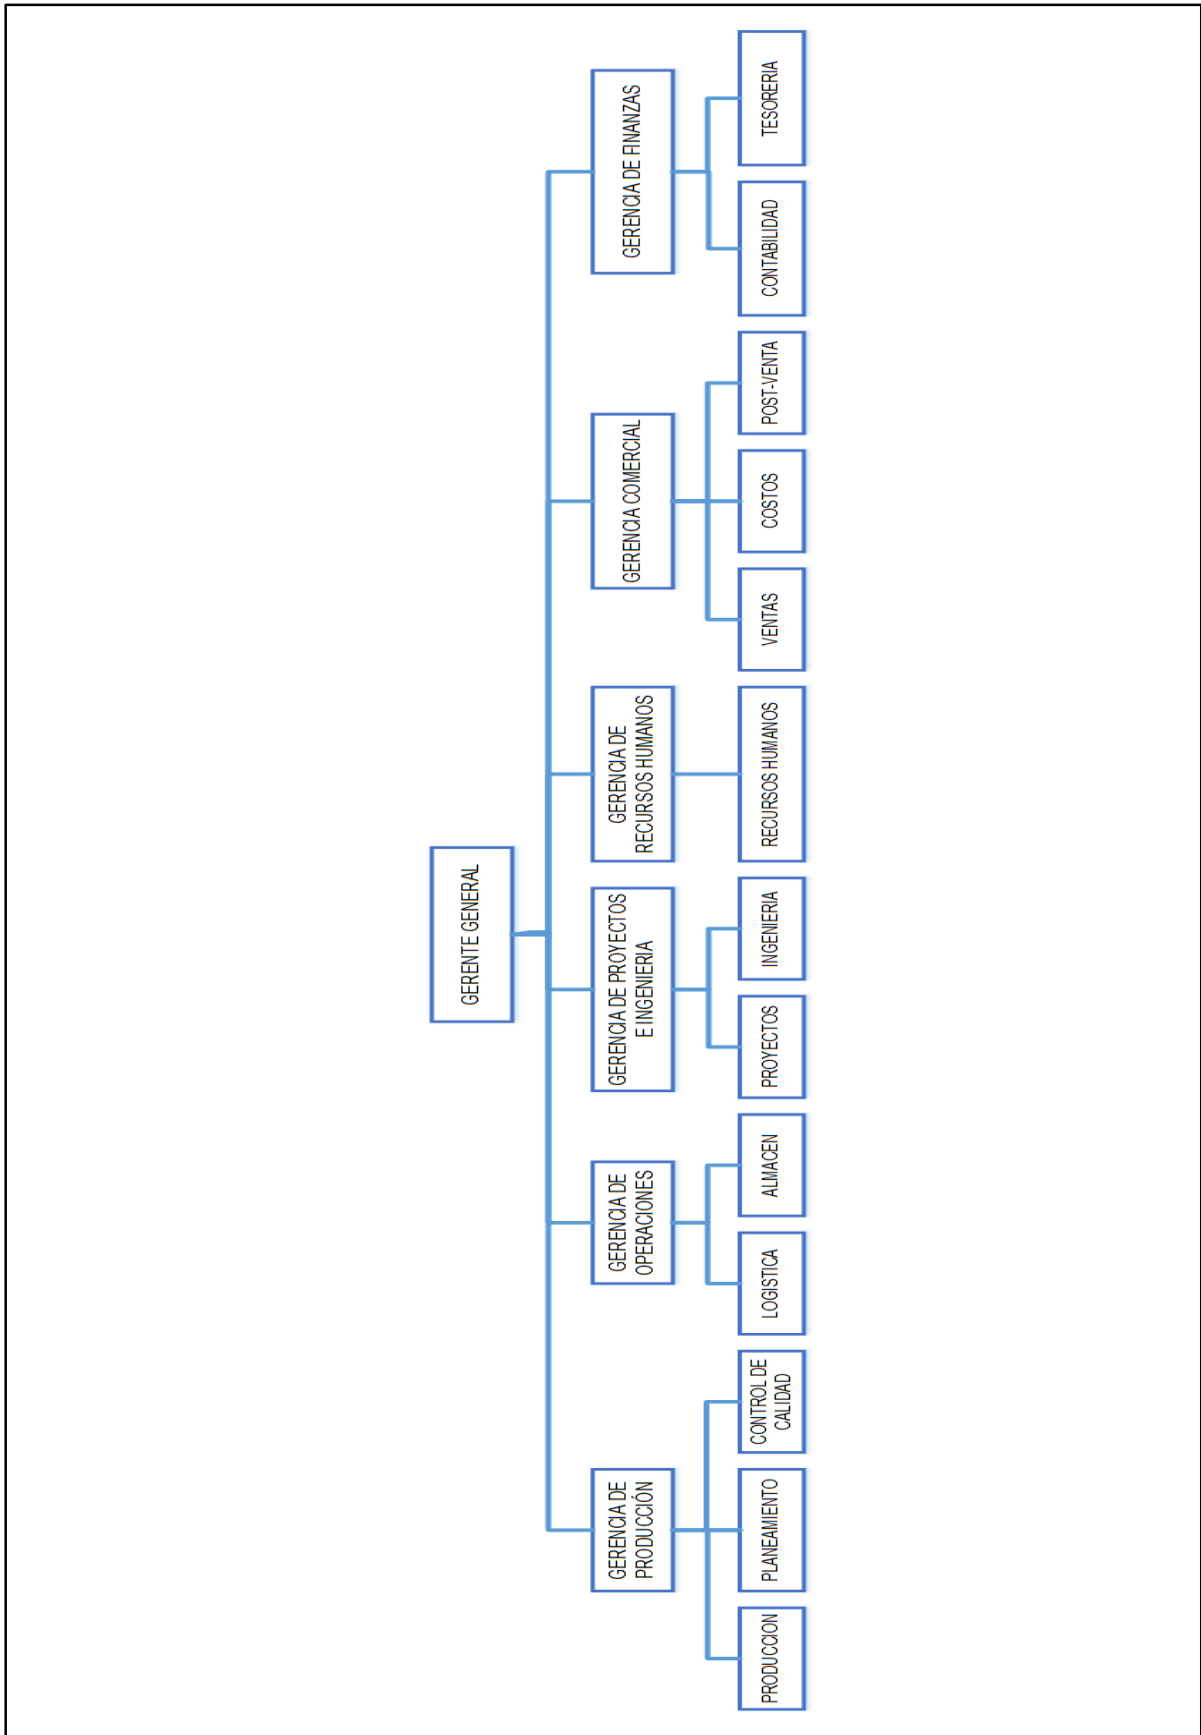 GERENTE GENERAL
GERENCIA DE
PRODUCCIÓN
GERENCIA DE
OPERACIONES
GERENCIA DE PROYECTOS
E INGENIERIA
GERENCIA DE
RECURSOS HUMANOS
GERENCIA COMERCIAL
GERENCIA DE FINANZAS
PRODUCCION
PLANEAMIENTO
CONTROL DE
CALIDAD
LOGISTICA
ALMACEN
PROYECTOS
INGENIERIA
RECURSOS HUMANOS
VENTAS
COSTOS
POST-VENTA
CONTABILIDAD
TESORERIA